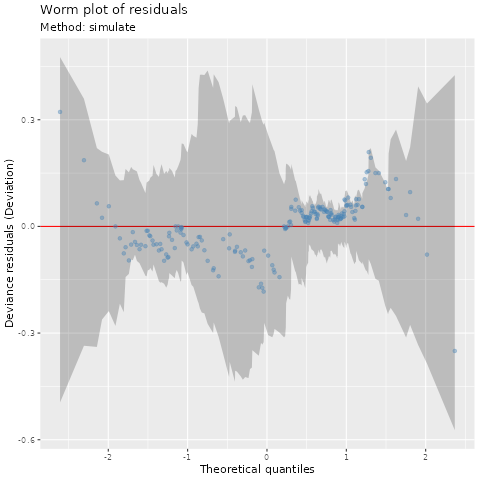 Worm plot of residuals
Method: simulate
Deviance residuals (Deviation)
0.3
0.0
-0.3
-0.6
-2
-1
0
1
2
Theoretical quantiles